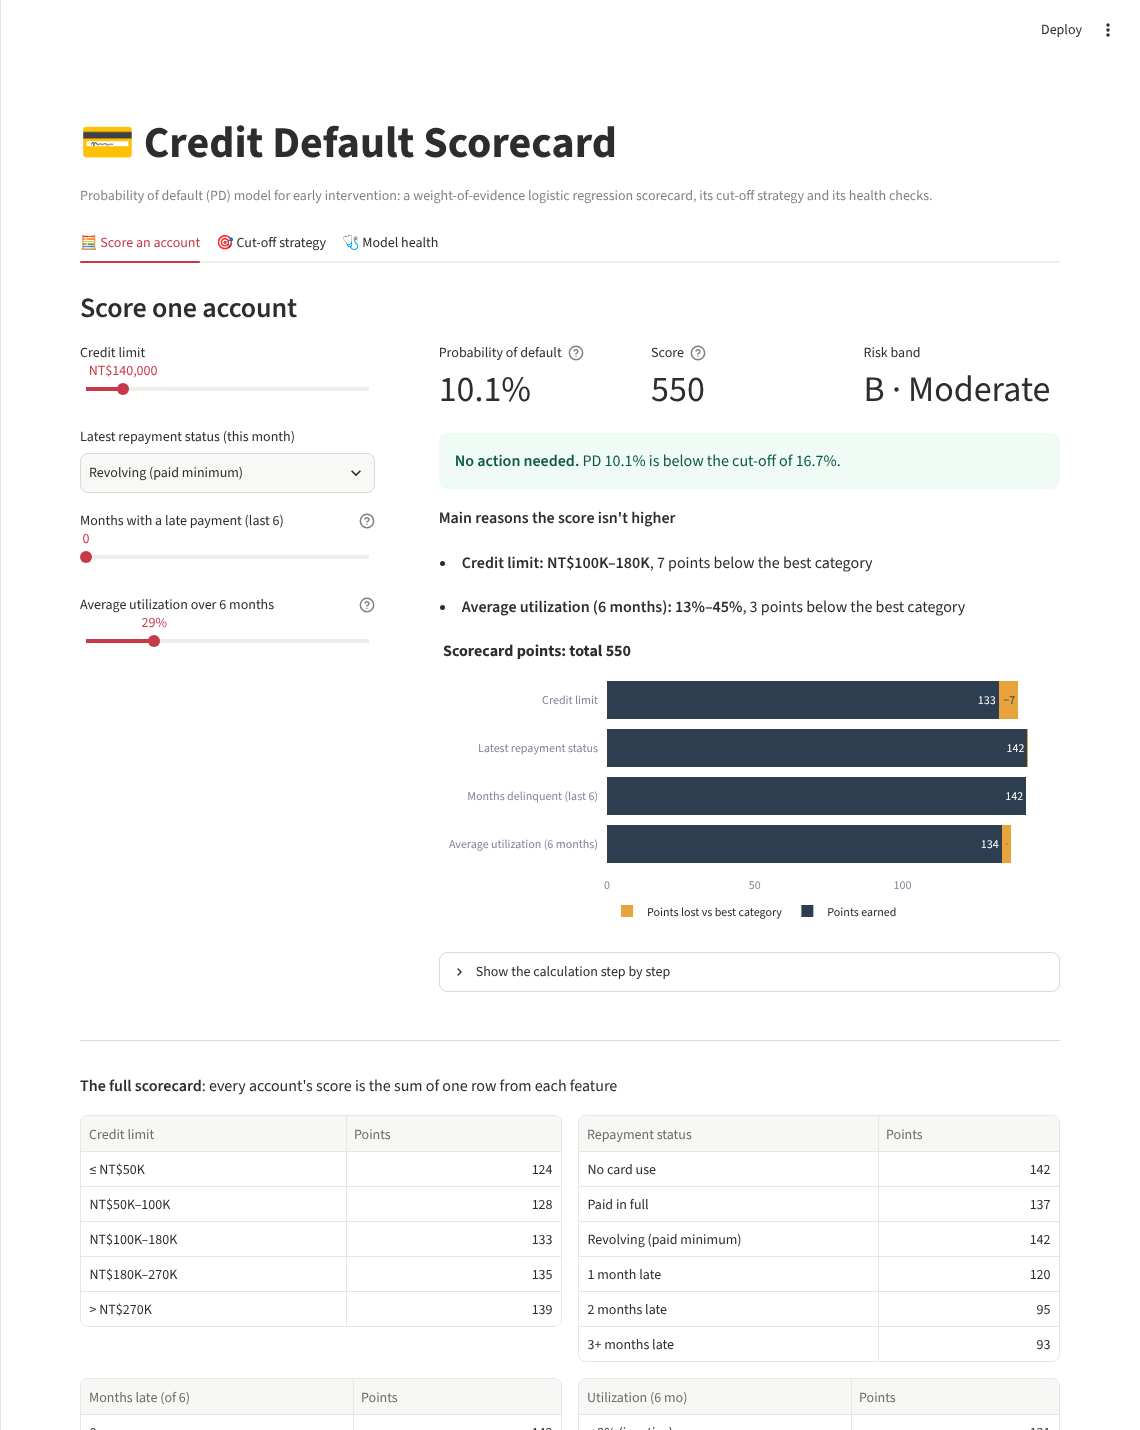 Deploy
Credit Default Scorecard
Probability of default (PD) model for early intervention: a weight-of-evidence logistic regression scorecard, its cut-off strategy and its health checks.
Score an account
Cut-off strategy
Model health
Score one account
Credit limit
NT$140,000
Latest repayment status (this month)
Revolving (paid minimum)
Months with a late payment (last 6)
0
Average utilization over 6 months
29%
Probability of default
10.1%
Score
550
Risk band
B · Moderate
No action needed. PD 10.1% is below the cut-off of 16.7%.
Main reasons the score isn't higher
• Credit limit: NT$100K–180K, 7 points below the best category
• Average utilization (6 months): 13%–45%, 3 points below the best category
Scorecard points: total 550
Credit limit 133 −7
Latest repayment status 142
Months delinquent (last 6) 142
Average utilization (6 months) 134
0 50 100
Points lost vs best category Points earned
Show the calculation step by step
The full scorecard: every account's score is the sum of one row from each feature
Credit limit Points
≤ NT$50K 124
NT$50K–100K 128
NT$100K–180K 133
NT$180K–270K 135
> NT$270K 139
Repayment status Points
No card use 142
Paid in full 137
Revolving (paid minimum) 142
1 month late 120
2 months late 95
3+ months late 93
Months late (of 6) Points
Utilization (6 mo) Points